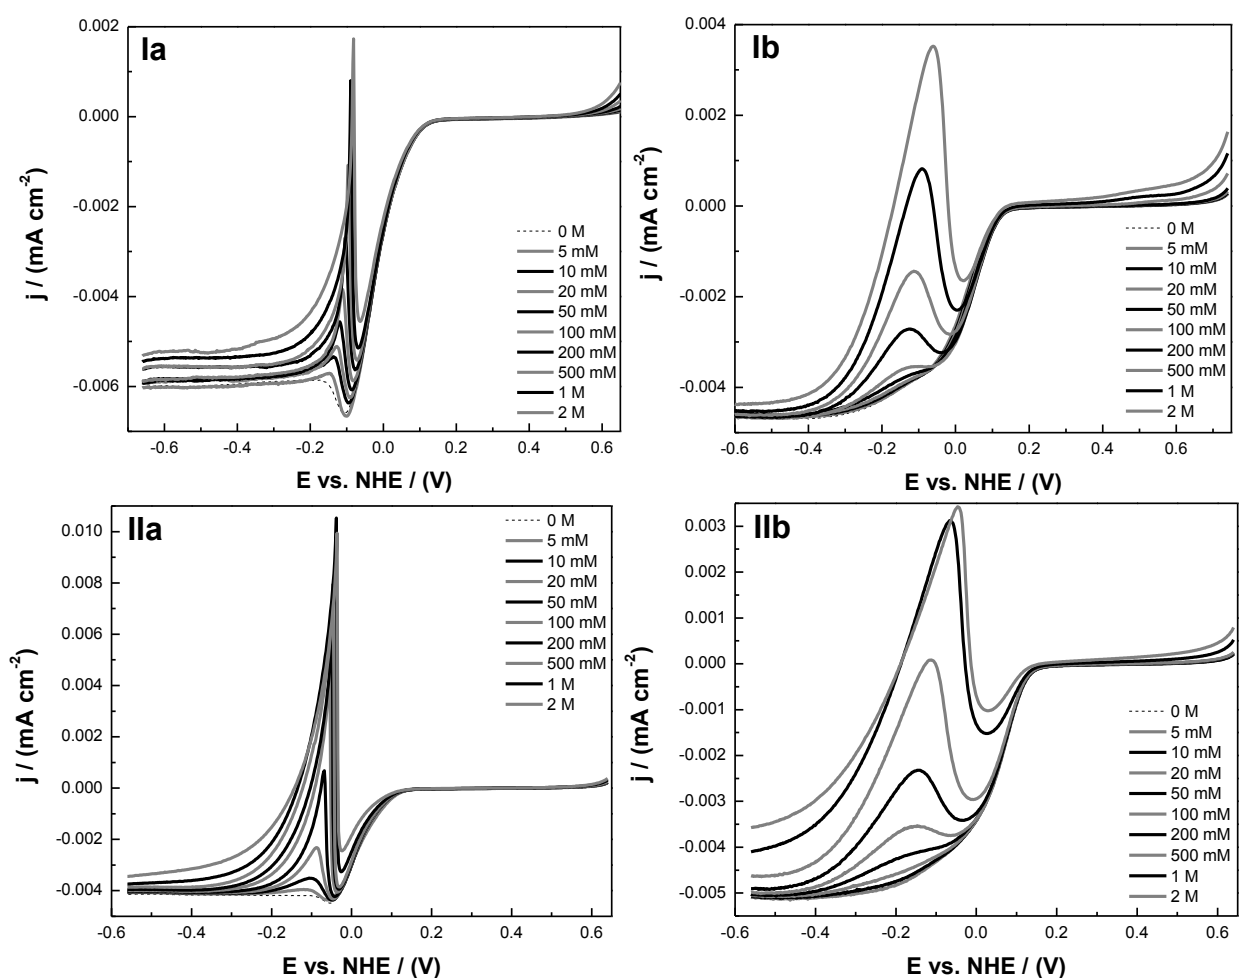 Ia
0.002
0.000
-0.002
-0.004
-0.006
j / (mA cm-2)
-0.6
-0.4
-0.2
0.0
0.2
0.4
0.6
E vs. NHE / (V)
0 M
5 mM
10 mM
20 mM
50 mM
100 mM
200 mM
500 mM
1 M
2 M
Ib
0.004
0.002
0.000
-0.002
-0.004
j / (mA cm-2)
-0.6
-0.4
-0.2
0.0
0.2
0.4
0.6
E vs. NHE / (V)
0 M
5 mM
10 mM
20 mM
50 mM
100 mM
200 mM
500 mM
1 M
2 M
IIa
0.010
0.008
0.006
0.004
0.002
0.000
-0.002
-0.004
j / (mA cm-2)
-0.6
-0.4
-0.2
0.0
0.2
0.4
0.6
E vs. NHE / (V)
0 M
5 mM
10 mM
20 mM
50 mM
100 mM
200 mM
500 mM
1 M
2 M
IIb
0.003
0.002
0.001
0.000
-0.001
-0.002
-0.003
-0.004
-0.005
j / (mA cm-2)
-0.6
-0.4
-0.2
0.0
0.2
0.4
0.6
E vs. NHE / (V)
0 M
5 mM
10 mM
20 mM
50 mM
100 mM
200 mM
500 mM
1 M
2 M